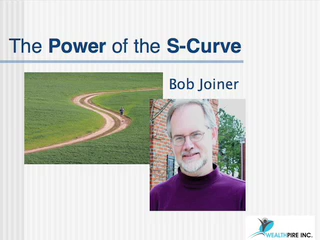 The Power of the S-Curve
Bob Joiner
WEALTHPIRE INC.